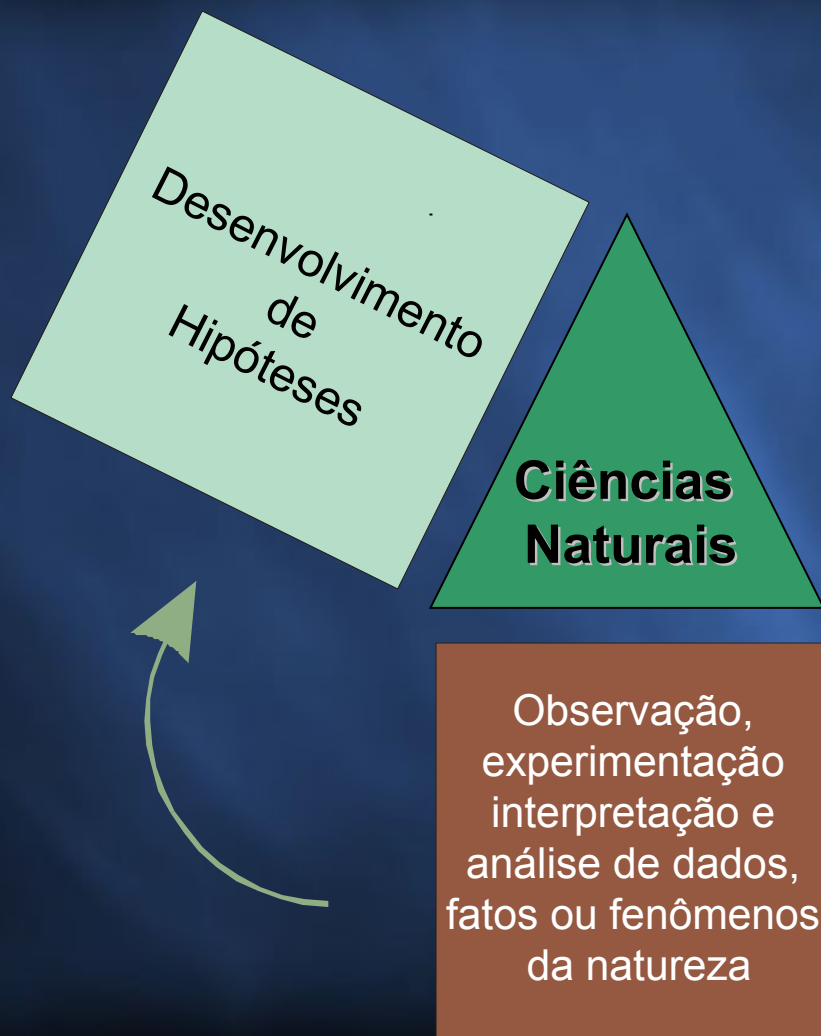 Desenvolvimento
de
Hipóteses
Ciências
Naturais
Observação,
experimentação
interpretação e
análise de dados,
fatos ou fenômenos
da natureza